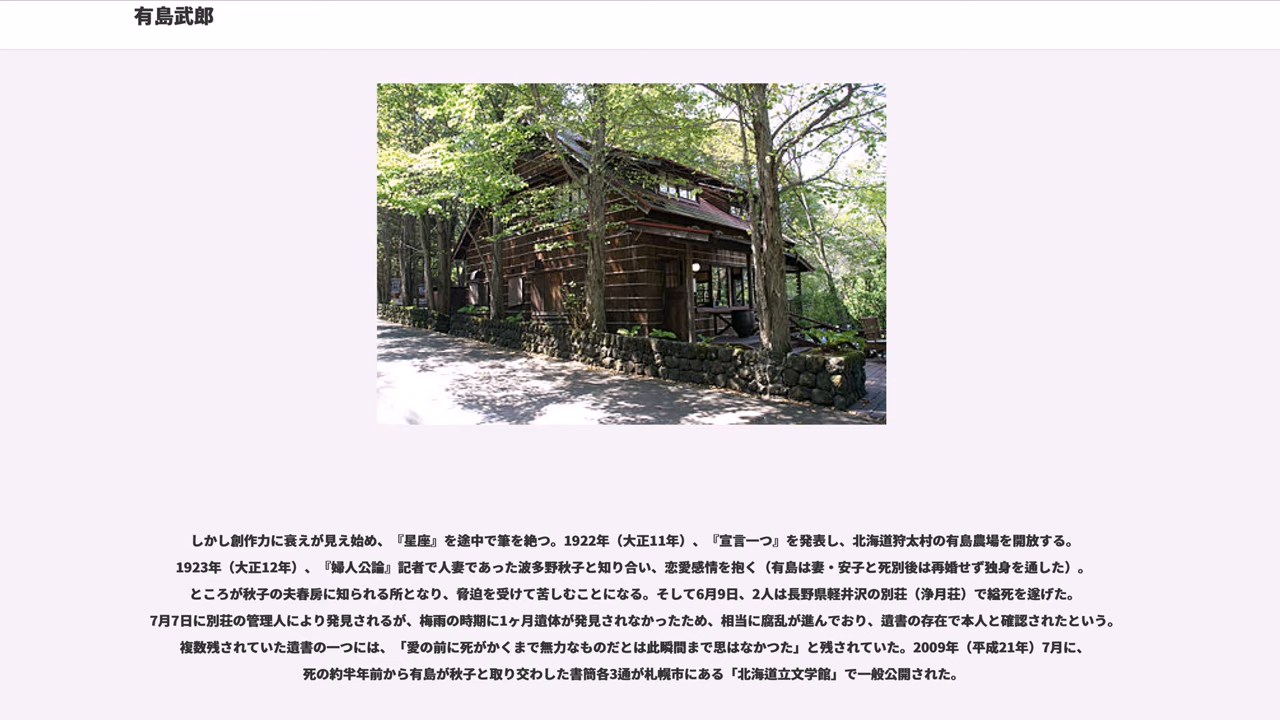 有島武郎
しかし創作力に衰えが見え始め、『星座』を途中で筆を絶つ。1922年（大正11年）、『宣言一つ』を発表し、北海道狩太村の有島農場を開放する。
1923年（大正12年）、『婦人公論』記者で人妻であった波多野秋子と知り合い、恋愛感情を抱く（有島は妻・安子と死別後は再婚せず独身を通した）。
ところが秋子の夫春房に知られる所となり、脅迫を受けて苦しむことになる。そして6月9日、2人は長野県軽井沢の別荘（浄月荘）で縊死を遂げた。
7月7日に別荘の管理人により発見されるが、梅雨の時期に1ヶ月遺体が発見されなかったため、相当に腐乱が進んでおり、遺書の存在で本人と確認されたという。
複数残されていた遺書の一つには、「愛の前に死がかくまで無力なものだとは此瞬間まで思はなかつた」と残されていた。2009年（平成21年）7月に、
死の約半年前から有島が秋子と取り交わした書簡各3通が札幌市にある「北海道立文学館」で一般公開された。